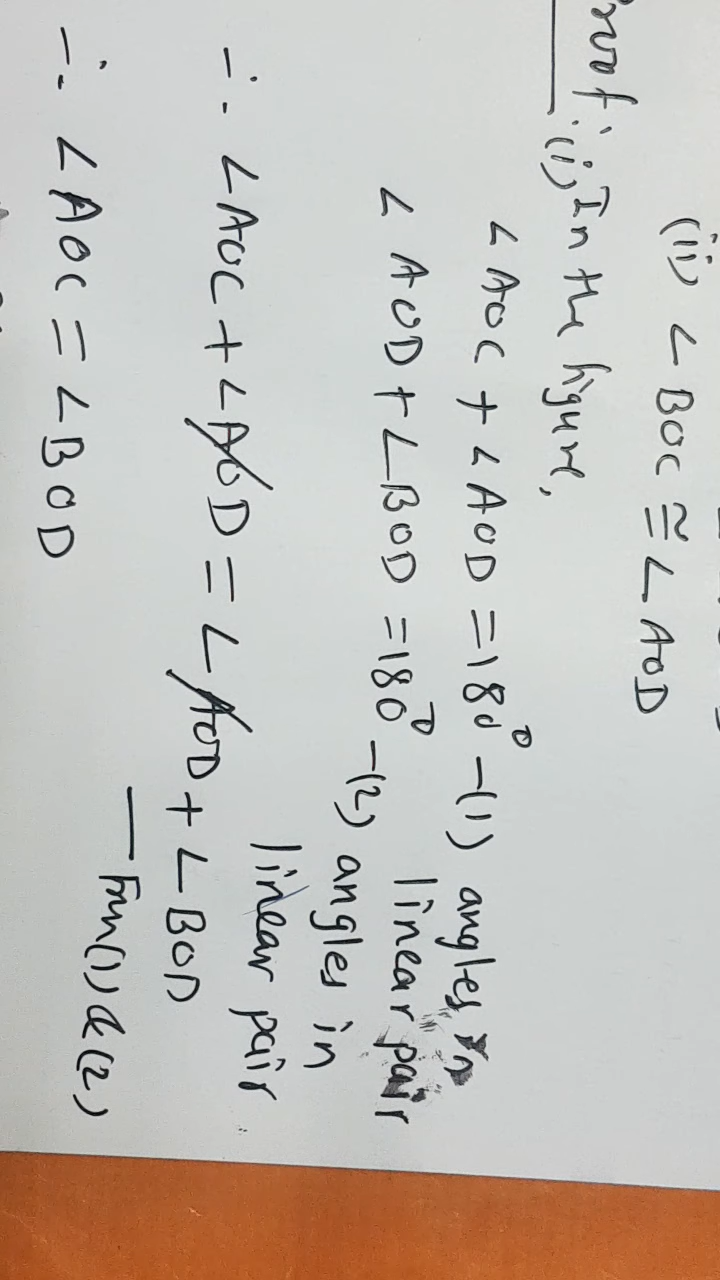 (ii) ∠BOC ≅ ∠AOD
Proof: (i) In the figure,
∠AOC + ∠AOD = 180° -(1) angles in
linear pair
∠AOD + ∠BOD = 180° -(2) angles in
linear pair
∴ ∠AOC + ∠AOD = ∠AOD + ∠BOD
— From (1) & (2)
∴ ∠AOC = ∠BOD